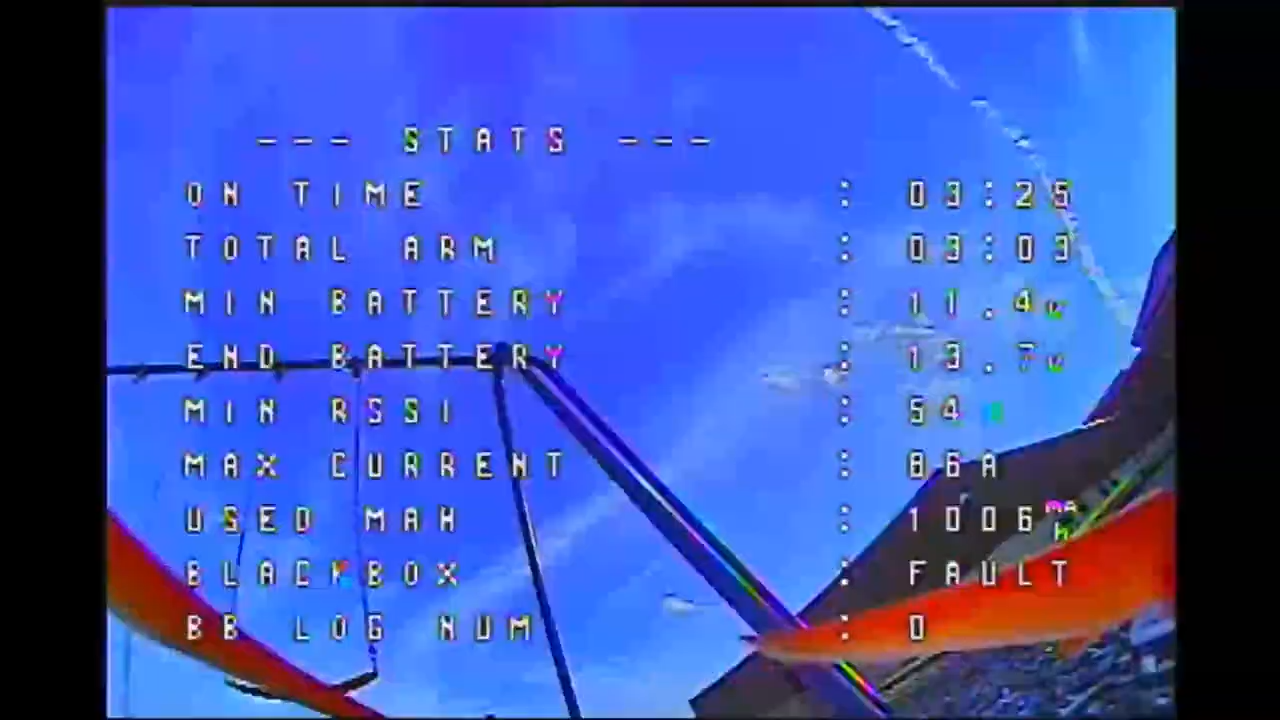 --- STATS ---
ON TIME : 03:25
TOTAL ARM : 03:03
MIN BATTERY : 11.4V
END BATTERY : 13.7V
MIN RSSI : 54
MAX CURRENT : 86A
USED MAH : 1006mAh
BLACKBOX : FAULT
BB LOG NUM : 0